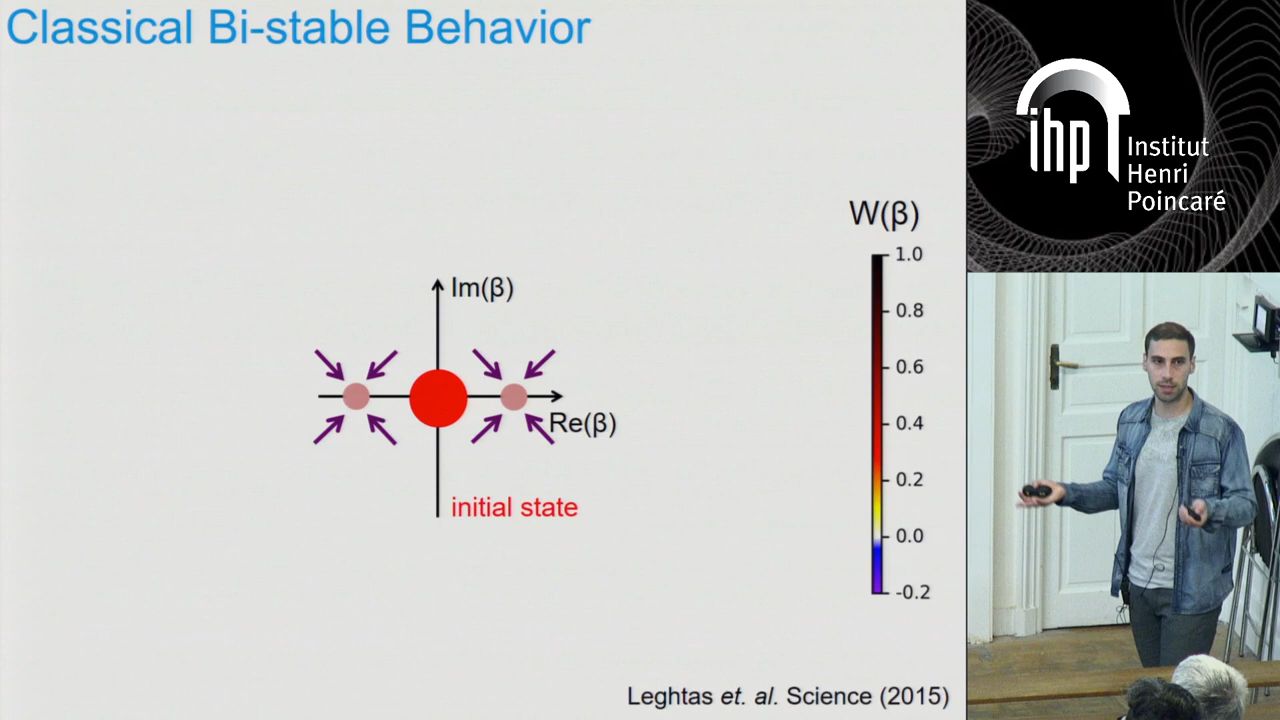 Classical Bi-stable Behavior
Im(β)
Re(β)
initial state
W(β)
1.0
0.8
0.6
0.4
0.2
0.0
-0.2
Leghtas et. al. Science (2015)
ihp
Institut
Henri
Poincaré